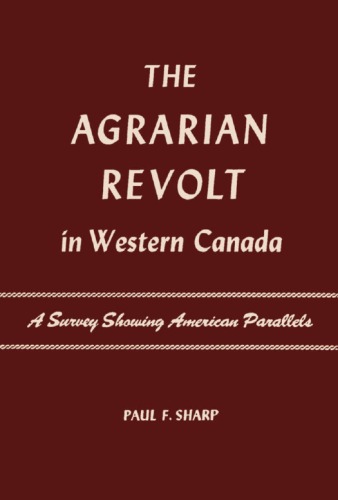 THE
AGRARIAN
REVOLT
in Western Canada
A Survey Showing American Parallels
PAUL F. SHARP